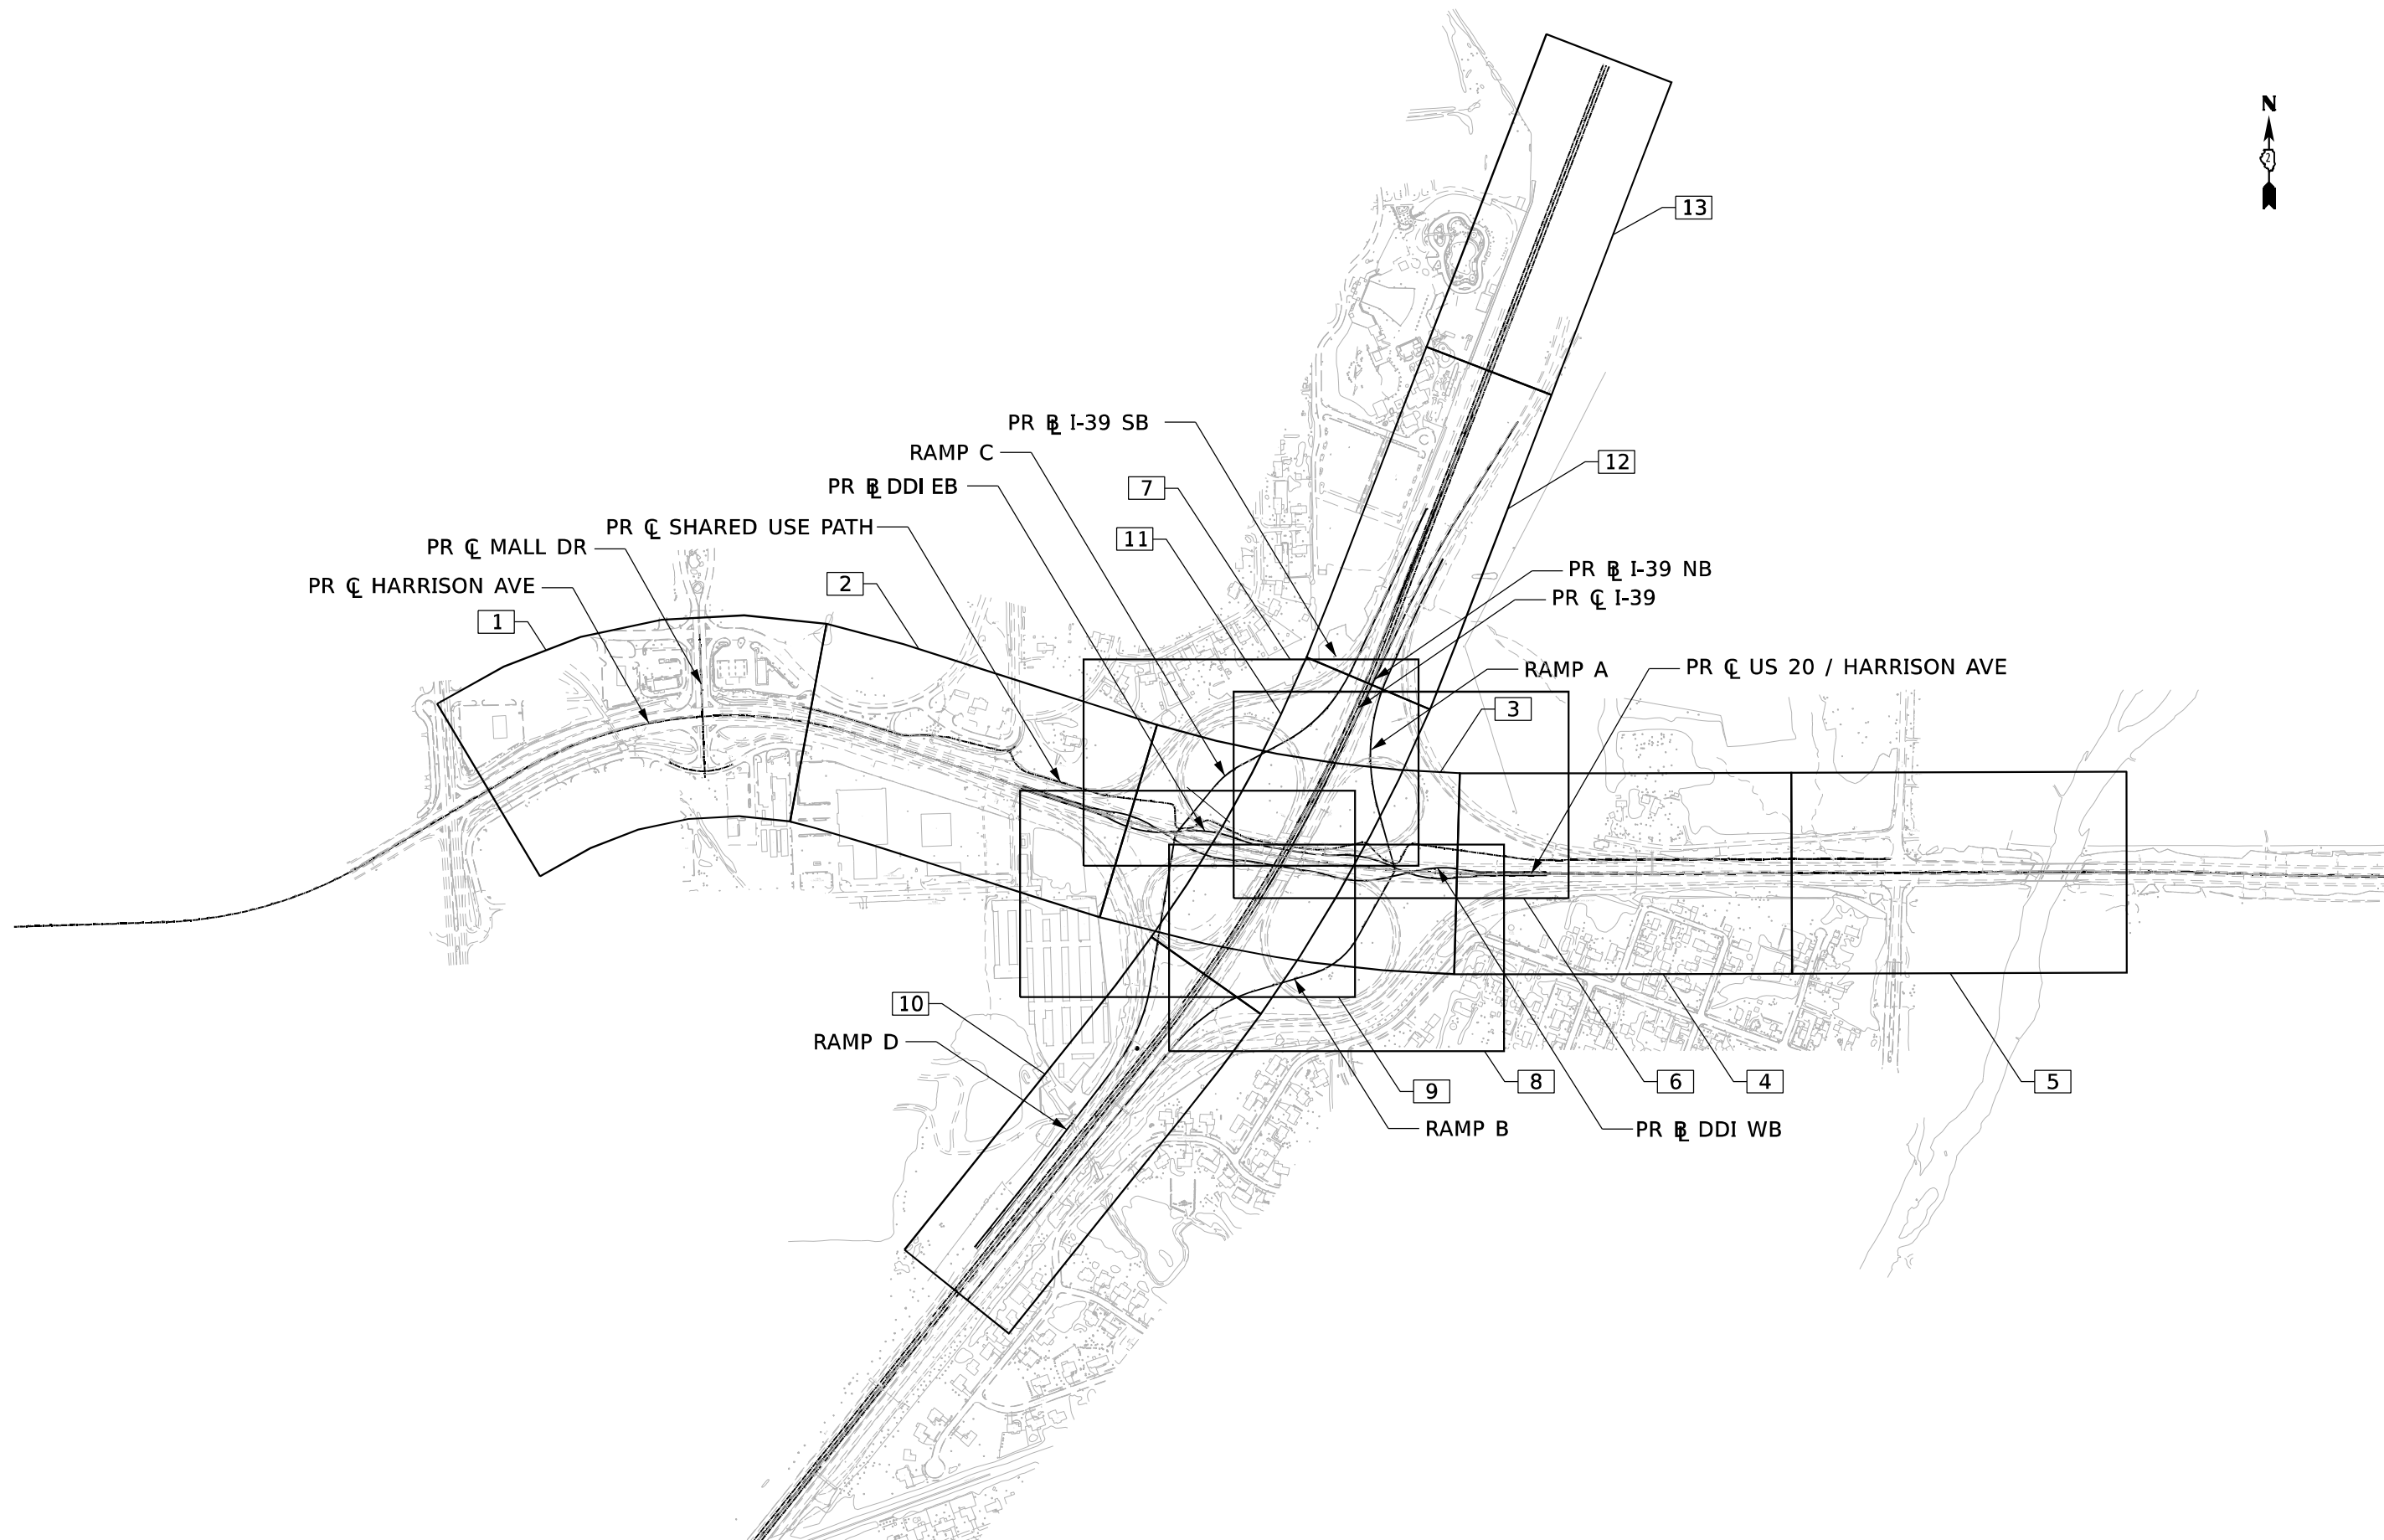 N
2
13
PR ℄ I-39 SB
RAMP C
12
PR ℄ DDI EB
7
PR ℄ SHARED USE PATH
11
PR ℄ MALL DR
PR ℄ I-39 NB
2
PR ℄ HARRISON AVE
PR ℄ I-39
1
RAMP A
PR ℄ US 20 / HARRISON AVE
3
10
RAMP D
9
8
6
4
5
RAMP B
PR ℄ DDI WB